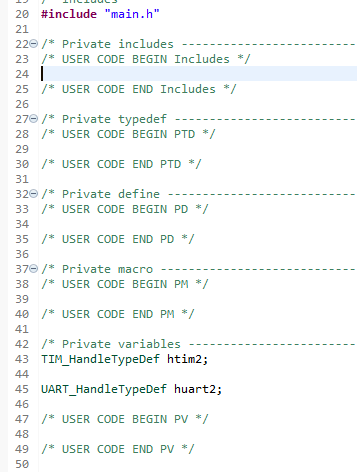 19 /* Includes
20 #include "main.h"
21
22 /* Private includes ---------------------------
23 /* USER CODE BEGIN Includes */
24
25 /* USER CODE END Includes */
26
27 /* Private typedef ----------------------------
28 /* USER CODE BEGIN PTD */
29
30 /* USER CODE END PTD */
31
32 /* Private define -----------------------------
33 /* USER CODE BEGIN PD */
34
35 /* USER CODE END PD */
36
37 /* Private macro ------------------------------
38 /* USER CODE BEGIN PM */
39
40 /* USER CODE END PM */
41
42 /* Private variables --------------------------
43 TIM_HandleTypeDef htim2;
44
45 UART_HandleTypeDef huart2;
46
47 /* USER CODE BEGIN PV */
48
49 /* USER CODE END PV */
50